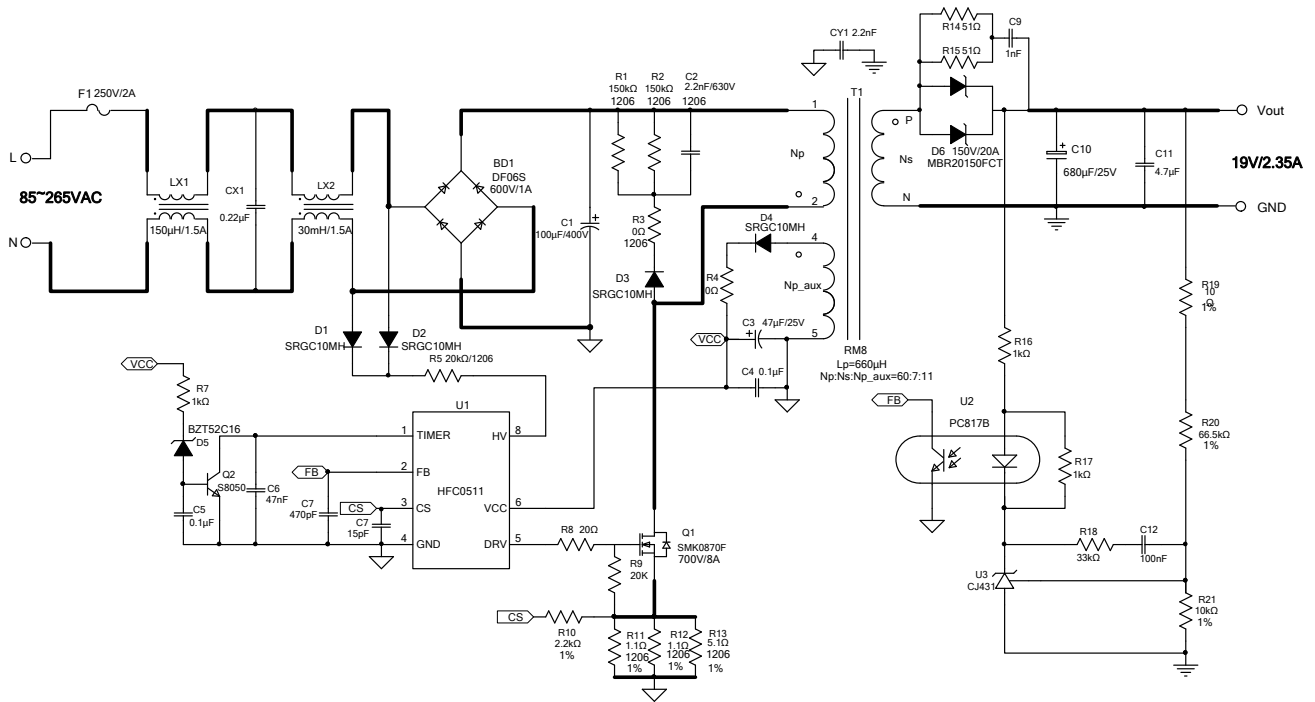 F1 250V/2A
L
85~265VAC
N
LX1
150µH/1.5A
CX1
0.22µF
LX2
30mH/1.5A
BD1
DF06S
600V/1A
C1
100µF/400V
R1
150kΩ
1206
R2
150kΩ
1206
C2
2.2nF/630V
1206
R3
0Ω
1206
D3
SRGC10MH
CY1 2.2nF
1
Np
2
T1
P
Ns
N
D4
SRGC10MH
4
Np_aux
5
R4
0Ω
VCC
C3 47µF/25V
C4 0.1µF
RM8
Lp=660µH
Np:Ns:Np_aux=60:7:11
R14 51Ω
R15 51Ω
C9
1nF
D6 150V/20A
MBR20150FCT
C10
680µF/25V
C11
4.7µF
Vout
19V/2.35A
GND
D1
SRGC10MH
D2
SRGC10MH
R5 20kΩ/1206
VCC
R7
1kΩ
BZT52C16
D5
Q2
S8050
C5
0.1µF
C6
47nF
FB
C7
470pF
CS
C7
15pF
U1
1 TIMER
2 FB
3 CS
4 GND
HFC0511
HV 8
VCC 6
DRV 5
R8 20Ω
R9
20K
Q1
SMK0870F
700V/8A
CS
R10
2.2kΩ
1%
R11
1.1Ω
1206
1%
R12
1.1Ω
1206
1%
R13
5.1Ω
1206
1%
R16
1kΩ
FB
U2
PC817B
R17
1kΩ
R18
33kΩ
C12
100nF
U3
CJ431
R19
10
Ω
1%
R20
66.5kΩ
1%
R21
10kΩ
1%